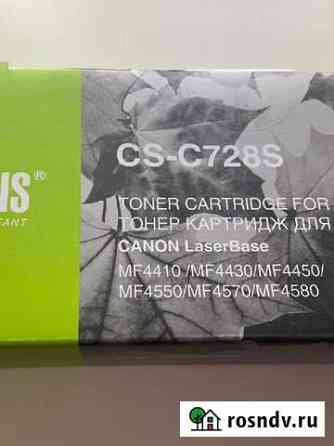 CS-C728S
TONER CARTRIDGE FOR
ТОНЕР КАРТРИДЖ ДЛЯ
CANON LaserBase
MF4410 /MF4430/MF4450/
MF4550/MF4570/MF4580
rosndv.ru